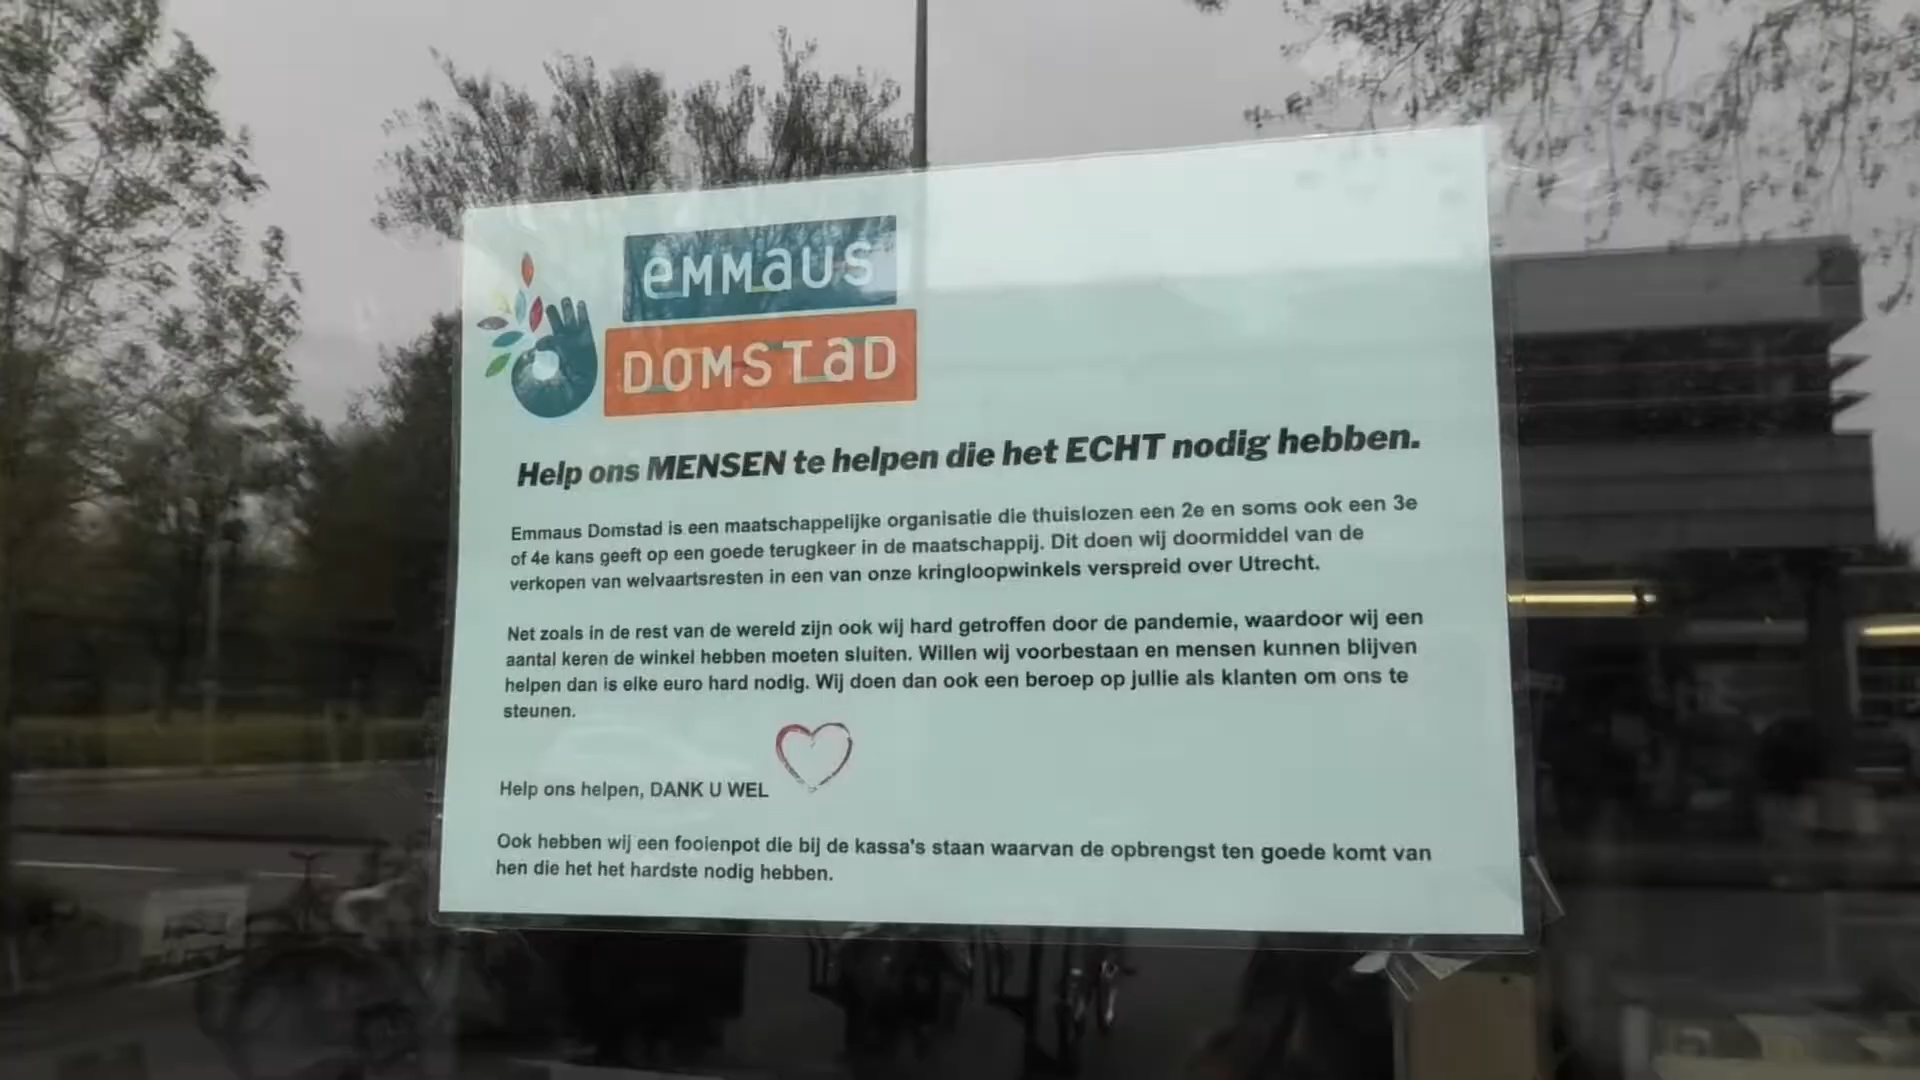 eMMaUS
DOMSTaD
Help ons MENSEN te helpen die het ECHT nodig hebben.
Emmaus Domstad is een maatschappelijke organisatie die thuislozen een 2e en soms ook een 3e
of 4e kans geeft op een goede terugkeer in de maatschappij. Dit doen wij doormiddel van de
verkopen van welvaartsresten in een van onze kringloopwinkels verspreid over Utrecht.
Net zoals in de rest van de wereld zijn ook wij hard getroffen door de pandemie, waardoor wij een
aantal keren de winkel hebben moeten sluiten. Willen wij voorbestaan en mensen kunnen blijven
helpen dan is elke euro hard nodig. Wij doen dan ook een beroep op jullie als klanten om ons te
steunen.
Help ons helpen, DANK U WEL
Ook hebben wij een fooienpot die bij de kassa's staan waarvan de opbrengst ten goede komt van
hen die het het hardste nodig hebben.